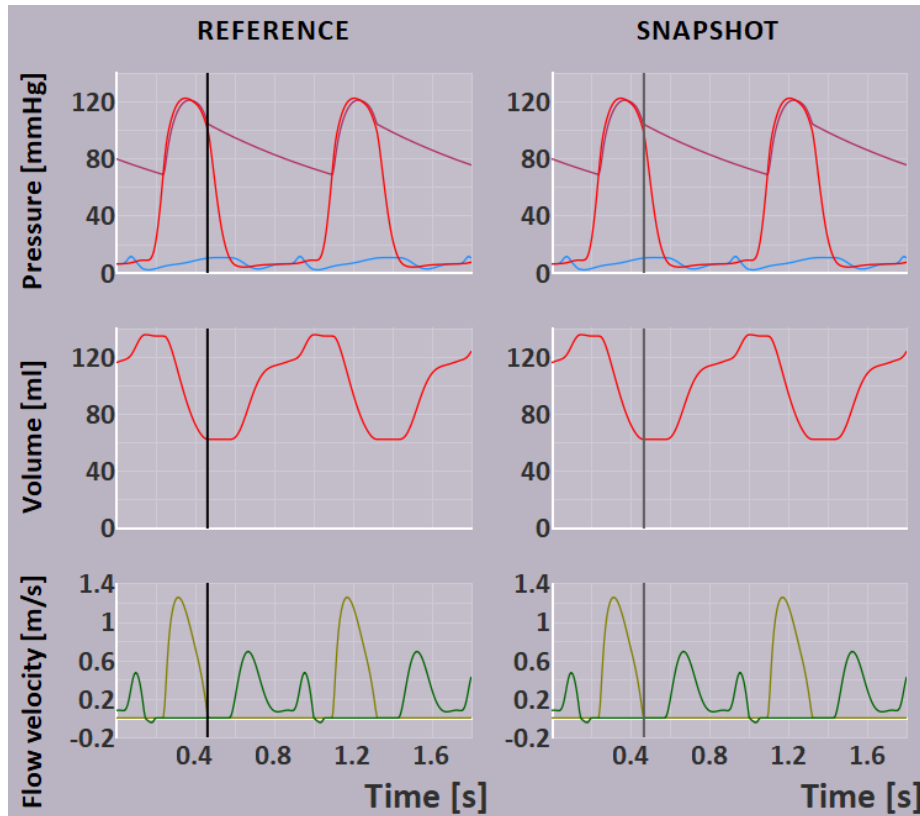 REFERENCE SNAPSHOT
Pressure [mmHg]
120 120
80 80
40 40
0 0
Volume [ml]
120 120
80 80
40 40
0 0
Flow velocity [m/s]
1.4 1.4
1 1
0.6 0.6
0.2 0.2
-0.2 -0.2
0.4 0.8 1.2 1.6 0.4 0.8 1.2 1.6
Time [s] Time [s]